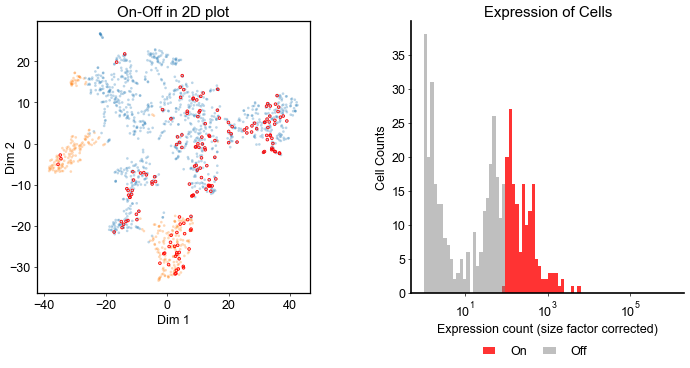 On-Off in 2D plot
20
10
0
−10
−20
−30
Dim 2
−40
−20
0
20
40
Dim 1
Expression of Cells
35
30
25
20
15
10
5
0
Cell Counts
10^1
10^3
10^5
Expression count (size factor corrected)
On
Off